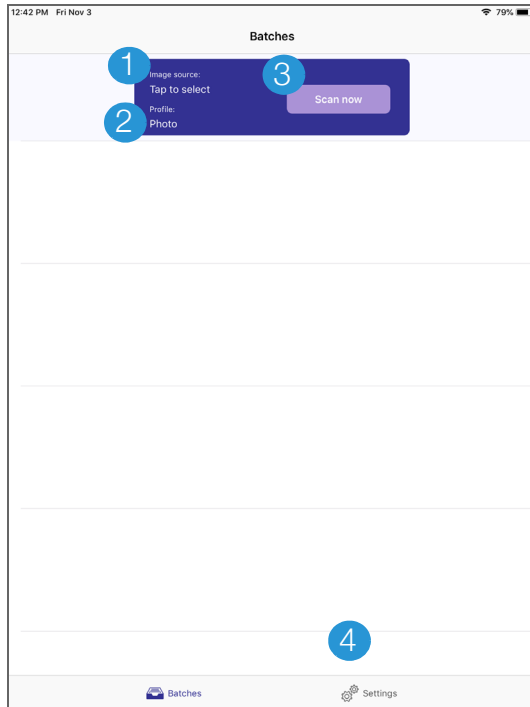 12:42 PM Fri Nov 3 79%
Batches
1
Image source:
Tap to select
2
Profile:
Photo
3
Scan now
4
Batches
Settings